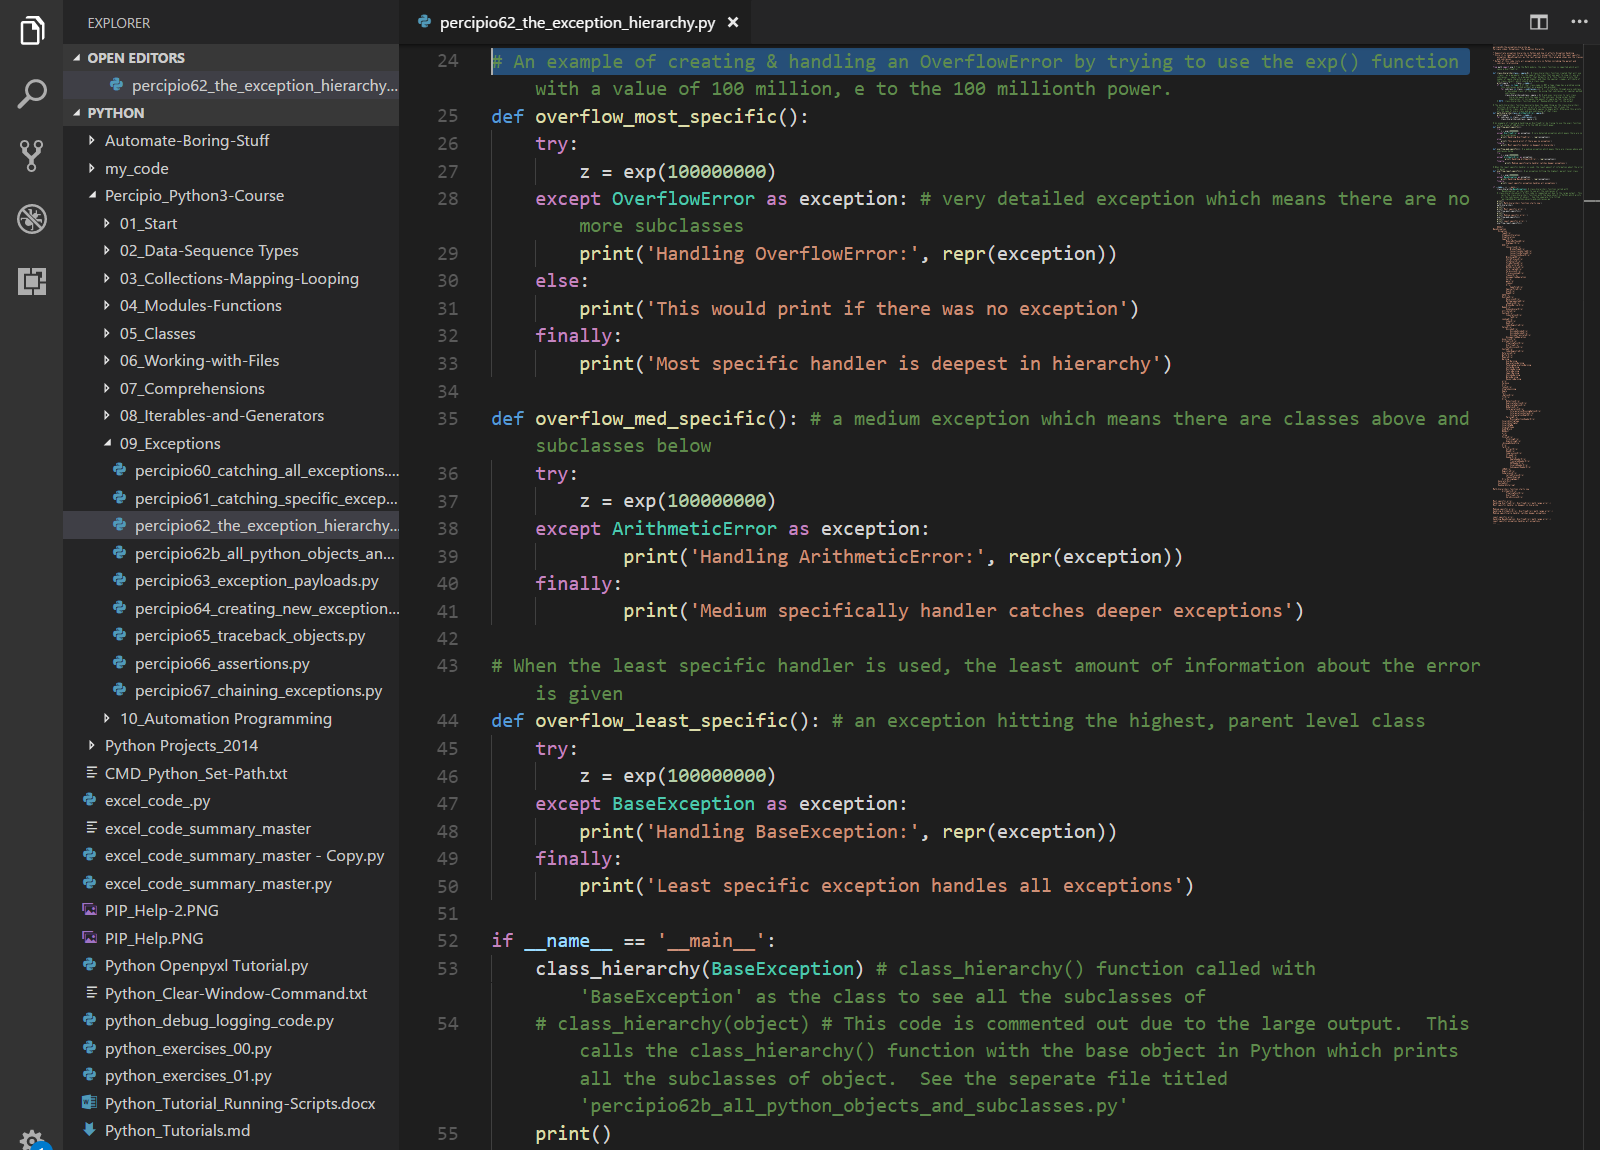 EXPLORER
OPEN EDITORS
percipio62_the_exception_hierarchy...
PYTHON
Automate-Boring-Stuff
my_code
Percipio_Python3-Course
01_Start
02_Data-Sequence Types
03_Collections-Mapping-Looping
04_Modules-Functions
05_Classes
06_Working-with-Files
07_Comprehensions
08_Iterables-and-Generators
09_Exceptions
percipio60_catching_all_exceptions....
percipio61_catching_specific_excep...
percipio62_the_exception_hierarchy...
percipio62b_all_python_objects_an...
percipio63_exception_payloads.py
percipio64_creating_new_exception...
percipio65_traceback_objects.py
percipio66_assertions.py
percipio67_chaining_exceptions.py
10_Automation Programming
Python Projects_2014
CMD_Python_Set-Path.txt
excel_code_.py
excel_code_summary_master
excel_code_summary_master - Copy.py
excel_code_summary_master.py
PIP_Help-2.PNG
PIP_Help.PNG
Python Openpyxl Tutorial.py
Python_Clear-Window-Command.txt
python_debug_logging_code.py
python_exercises_00.py
python_exercises_01.py
Python_Tutorial_Running-Scripts.docx
Python_Tutorials.md
percipio62_the_exception_hierarchy.py
24 # An example of creating & handling an OverflowError by trying to use the exp() function
with a value of 100 million, e to the 100 millionth power.
25 def overflow_most_specific():
26 try:
27 z = exp(100000000)
28 except OverflowError as exception: # very detailed exception which means there are no
more subclasses
29 print('Handling OverflowError:', repr(exception))
30 else:
31 print('This would print if there was no exception')
32 finally:
33 print('Most specific handler is deepest in hierarchy')
34
35 def overflow_med_specific(): # a medium exception which means there are classes above and
subclasses below
36 try:
37 z = exp(100000000)
38 except ArithmeticError as exception:
39 print('Handling ArithmeticError:', repr(exception))
40 finally:
41 print('Medium specifically handler catches deeper exceptions')
42
43 # When the least specific handler is used, the least amount of information about the error
is given
44 def overflow_least_specific(): # an exception hitting the highest, parent level class
45 try:
46 z = exp(100000000)
47 except BaseException as exception:
48 print('Handling BaseException:', repr(exception))
49 finally:
50 print('Least specific exception handles all exceptions')
51
52 if __name__ == '__main__':
53 class_hierarchy(BaseException) # class_hierarchy() function called with
'BaseException' as the class to see all the subclasses of
54 # class_hierarchy(object) # This code is commented out due to the large output.  This
calls the class_hierarchy() function with the base object in Python which prints
all the subclasses of object.  See the seperate file titled
'percipio62b_all_python_objects_and_subclasses.py'
55 print()